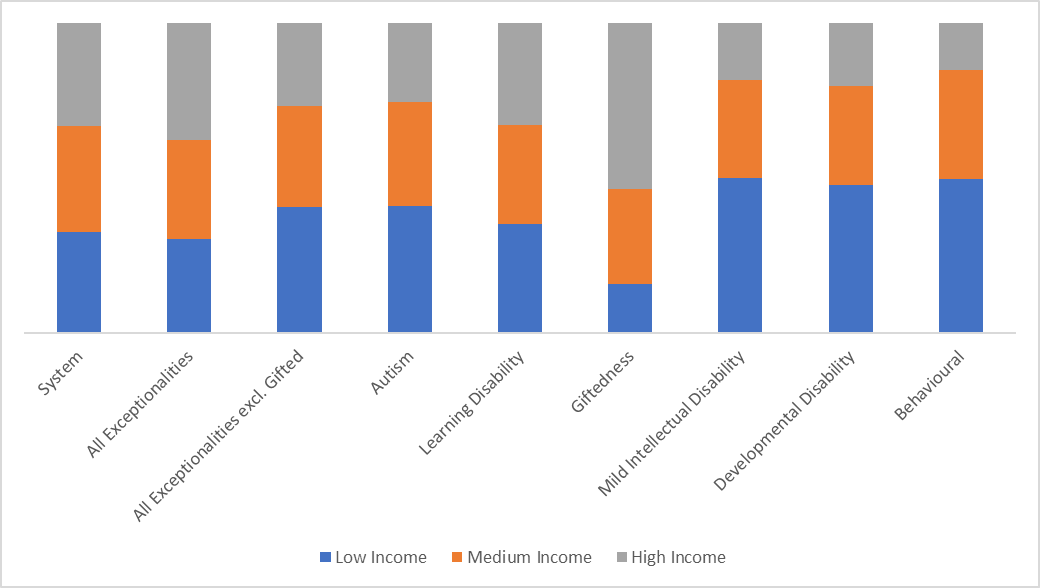 System
All Exceptionalities
All Exceptionalities excl. Gifted
Autism
Learning Disability
Giftedness
Mild Intellectual Disability
Developmental Disability
Behavioural
Low Income Medium Income High Income